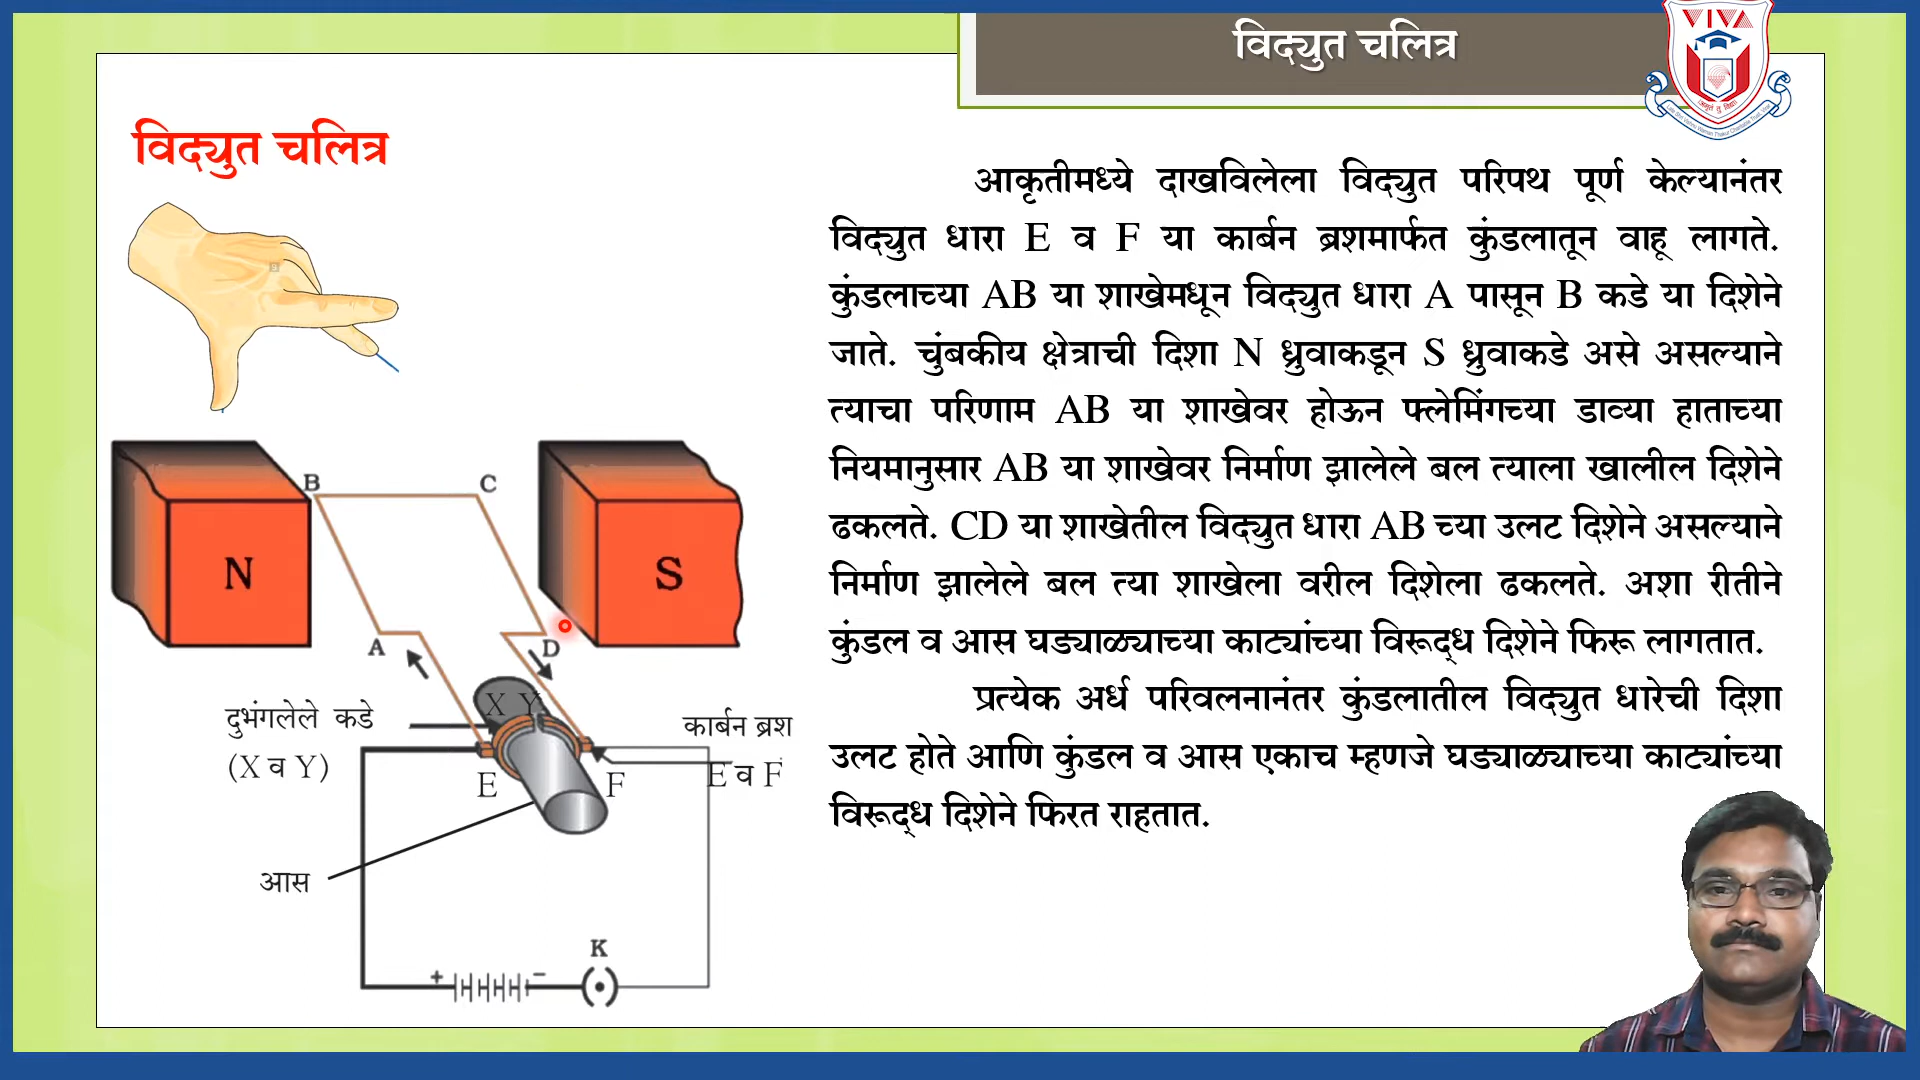 विद्युत चलित्र
VIVA
विद्युत चलित्र
आकृतीमध्ये दाखविलेला विद्युत परिपथ पूर्ण केल्यानंतर
विद्युत धारा E व F या कार्बन ब्रशमार्फत कुंडलातून वाहू लागते.
कुंडलाच्या AB या शाखेमधून विद्युत धारा A पासून B कडे या दिशेने
जाते. चुंबकीय क्षेत्राची दिशा N ध्रुवाकडून S ध्रुवाकडे असे असल्याने
त्याचा परिणाम AB या शाखेवर होऊन फ्लेमिंगच्या डाव्या हाताच्या
नियमानुसार AB या शाखेवर निर्माण झालेले बल त्याला खालील दिशेने
ढकलते. CD या शाखेतील विद्युत धारा AB च्या उलट दिशेने असल्याने
निर्माण झालेले बल त्या शाखेला वरील दिशेला ढकलते. अशा रीतीने
कुंडल व आस घड्याळ्याच्या काट्यांच्या विरूद्ध दिशेने फिरू लागतात.
प्रत्येक अर्ध परिवलनानंतर कुंडलातील विद्युत धारेची दिशा
उलट होते आणि कुंडल व आस एकाच म्हणजे घड्याळ्याच्या काट्यांच्या
विरूद्ध दिशेने फिरत राहतात.
B
C
N
S
A
D
X Y
दुभंगलेले कडे
(X व Y)
कार्बन ब्रश
E व F
E
F
आस
K
+
−